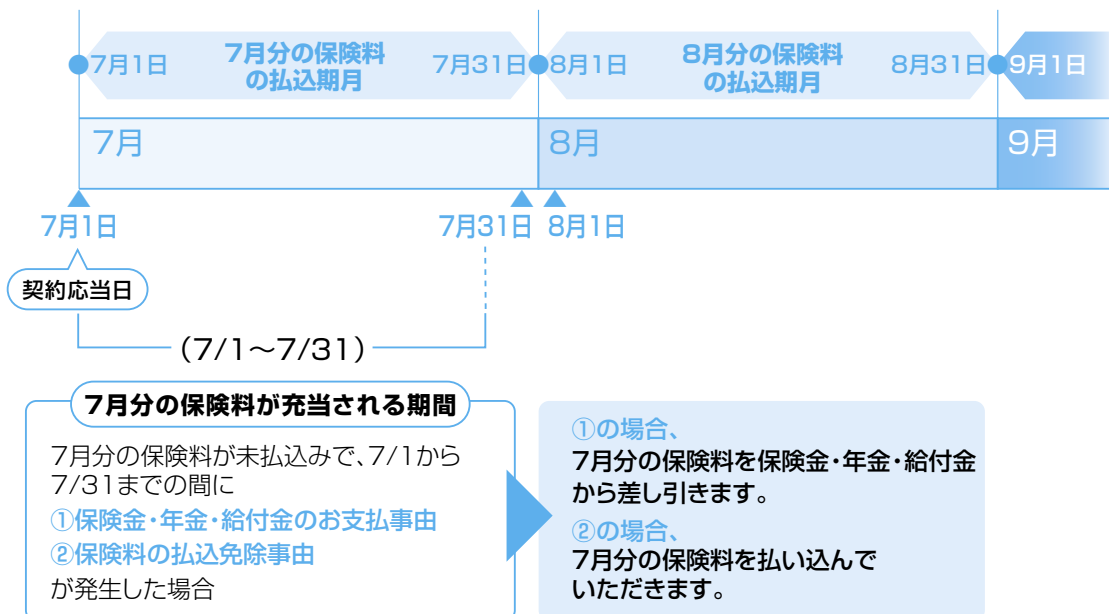 7月1日
7月分の保険料
の払込期月
7月31日
8月1日
8月分の保険料
の払込期月
8月31日
9月1日
7月
8月
9月
7月1日
7月31日
8月1日
契約応当日
（7/1～7/31）
7月分の保険料が充当される期間
7月分の保険料が未払込みで、7/1から
7/31までの間に
①保険金・年金・給付金のお支払事由
②保険料の払込免除事由
が発生した場合
①の場合、
7月分の保険料を保険金・年金・給付金
から差し引きます。
②の場合、
7月分の保険料を払い込んで
いただきます。